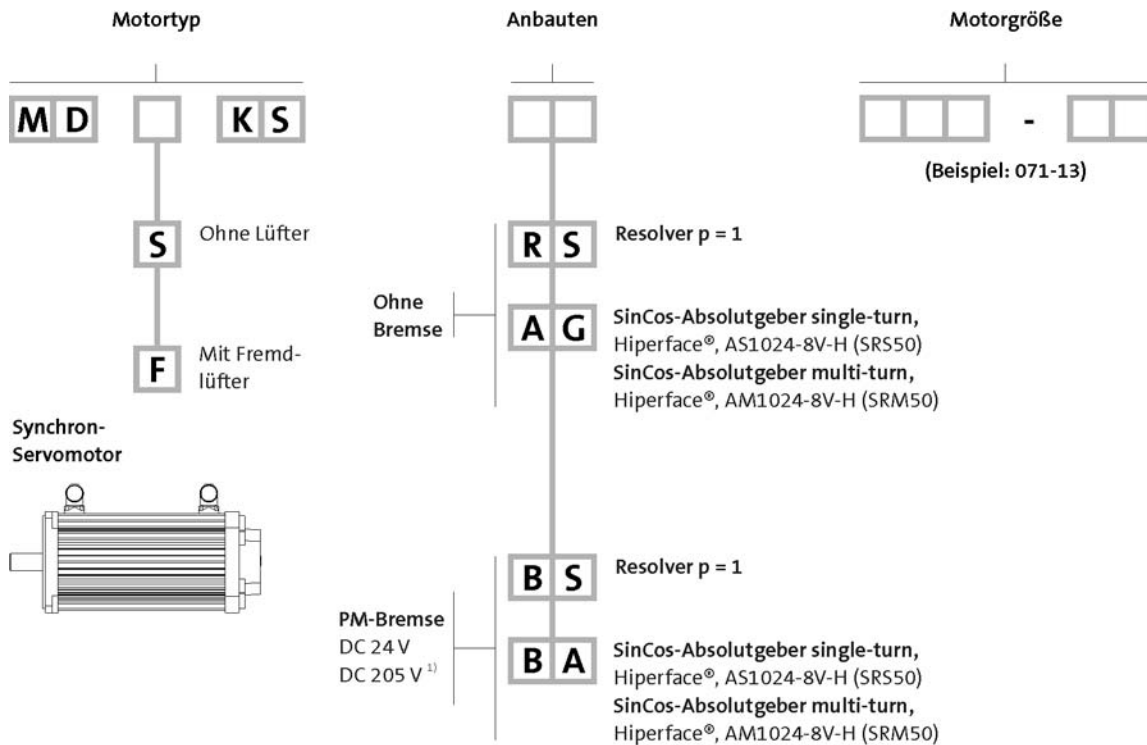 Motortyp
Anbauten
Motorgröße
M D K S
-
(Beispiel: 071-13)
S
Ohne Lüfter
F
Mit Fremd-
lüfter
Synchron-
Servomotor
Ohne
Bremse
R S
Resolver p = 1
A G
SinCos-Absolutgeber single-turn,
Hiperface®, AS1024-8V-H (SRS50)
SinCos-Absolutgeber multi-turn,
Hiperface®, AM1024-8V-H (SRM50)
PM-Bremse
DC 24 V
DC 205 V 1)
B S
Resolver p = 1
B A
SinCos-Absolutgeber single-turn,
Hiperface®, AS1024-8V-H (SRS50)
SinCos-Absolutgeber multi-turn,
Hiperface®, AM1024-8V-H (SRM50)